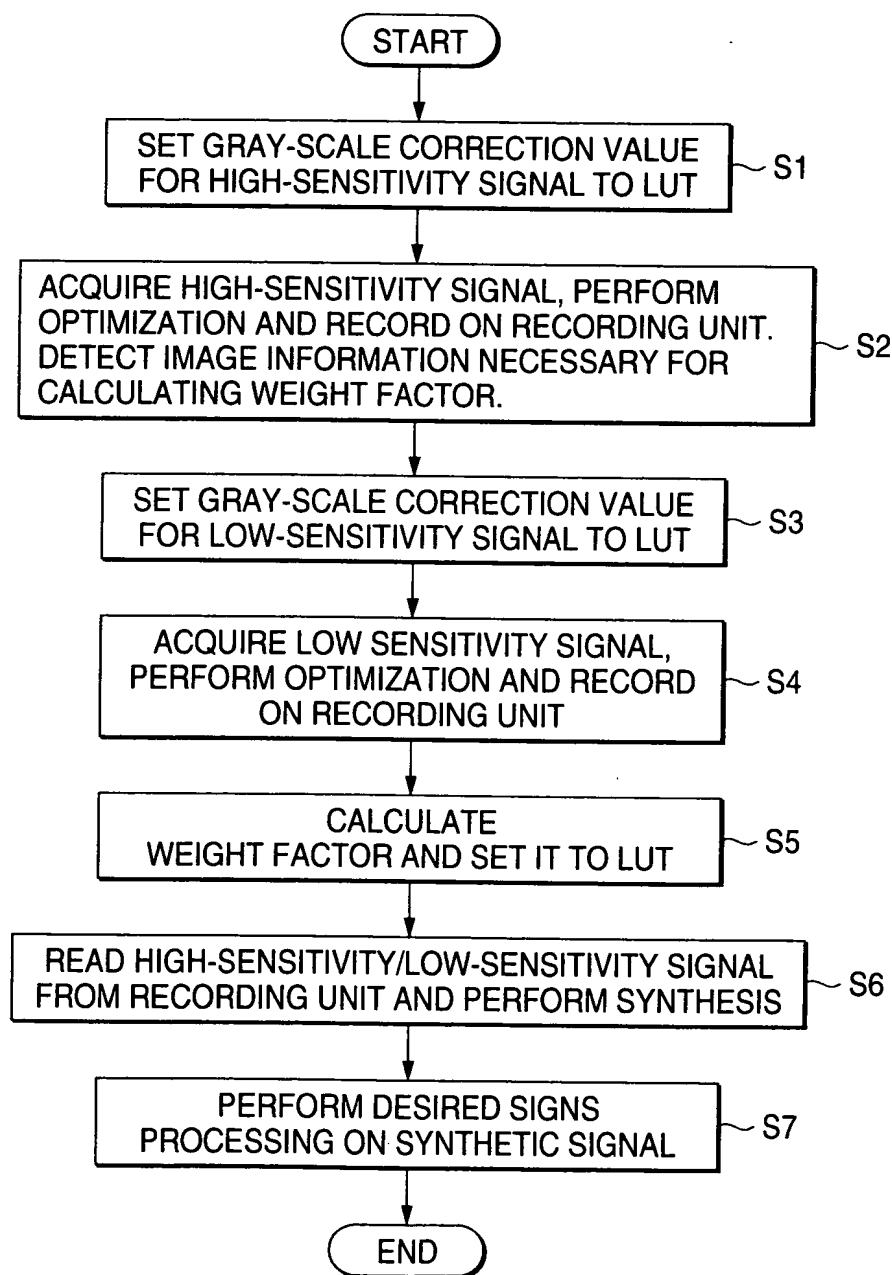 START
SET GRAY-SCALE CORRECTION VALUE
FOR HIGH-SENSITIVITY SIGNAL TO LUT
S1
ACQUIRE HIGH-SENSITIVITY SIGNAL, PERFORM
OPTIMIZATION AND RECORD ON RECORDING UNIT.
DETECT IMAGE INFORMATION NECESSARY FOR
CALCULATING WEIGHT FACTOR.
S2
SET GRAY-SCALE CORRECTION VALUE
FOR LOW-SENSITIVITY SIGNAL TO LUT
S3
ACQUIRE LOW SENSITIVITY SIGNAL,
PERFORM OPTIMIZATION AND RECORD
ON RECORDING UNIT
S4
CALCULATE
WEIGHT FACTOR AND SET IT TO LUT
S5
READ HIGH-SENSITIVITY/LOW-SENSITIVITY SIGNAL
FROM RECORDING UNIT AND PERFORM SYNTHESIS
S6
PERFORM DESIRED SIGNS
PROCESSING ON SYNTHETIC SIGNAL
S7
END